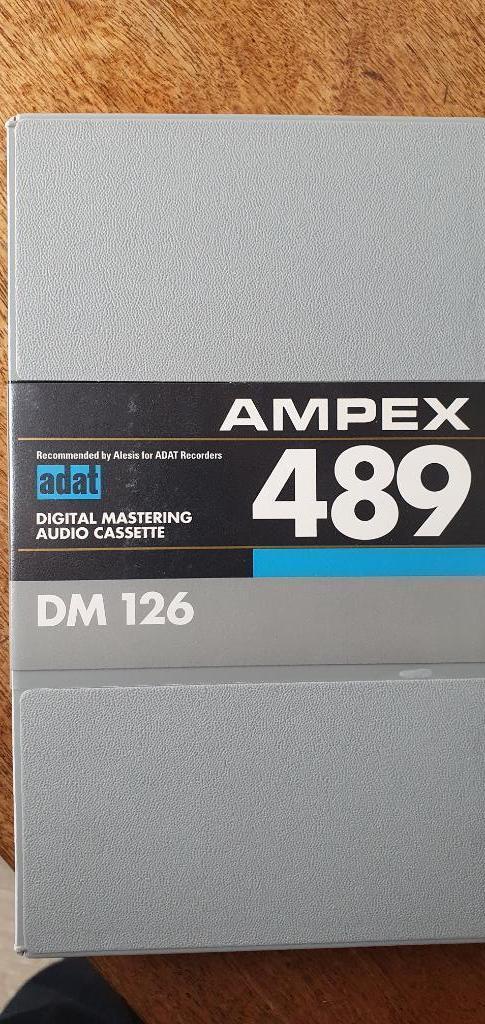 AMPEX
Recommended by Alesis for ADAT Recorders
adat
489
DIGITAL MASTERING
AUDIO CASSETTE
DM 126